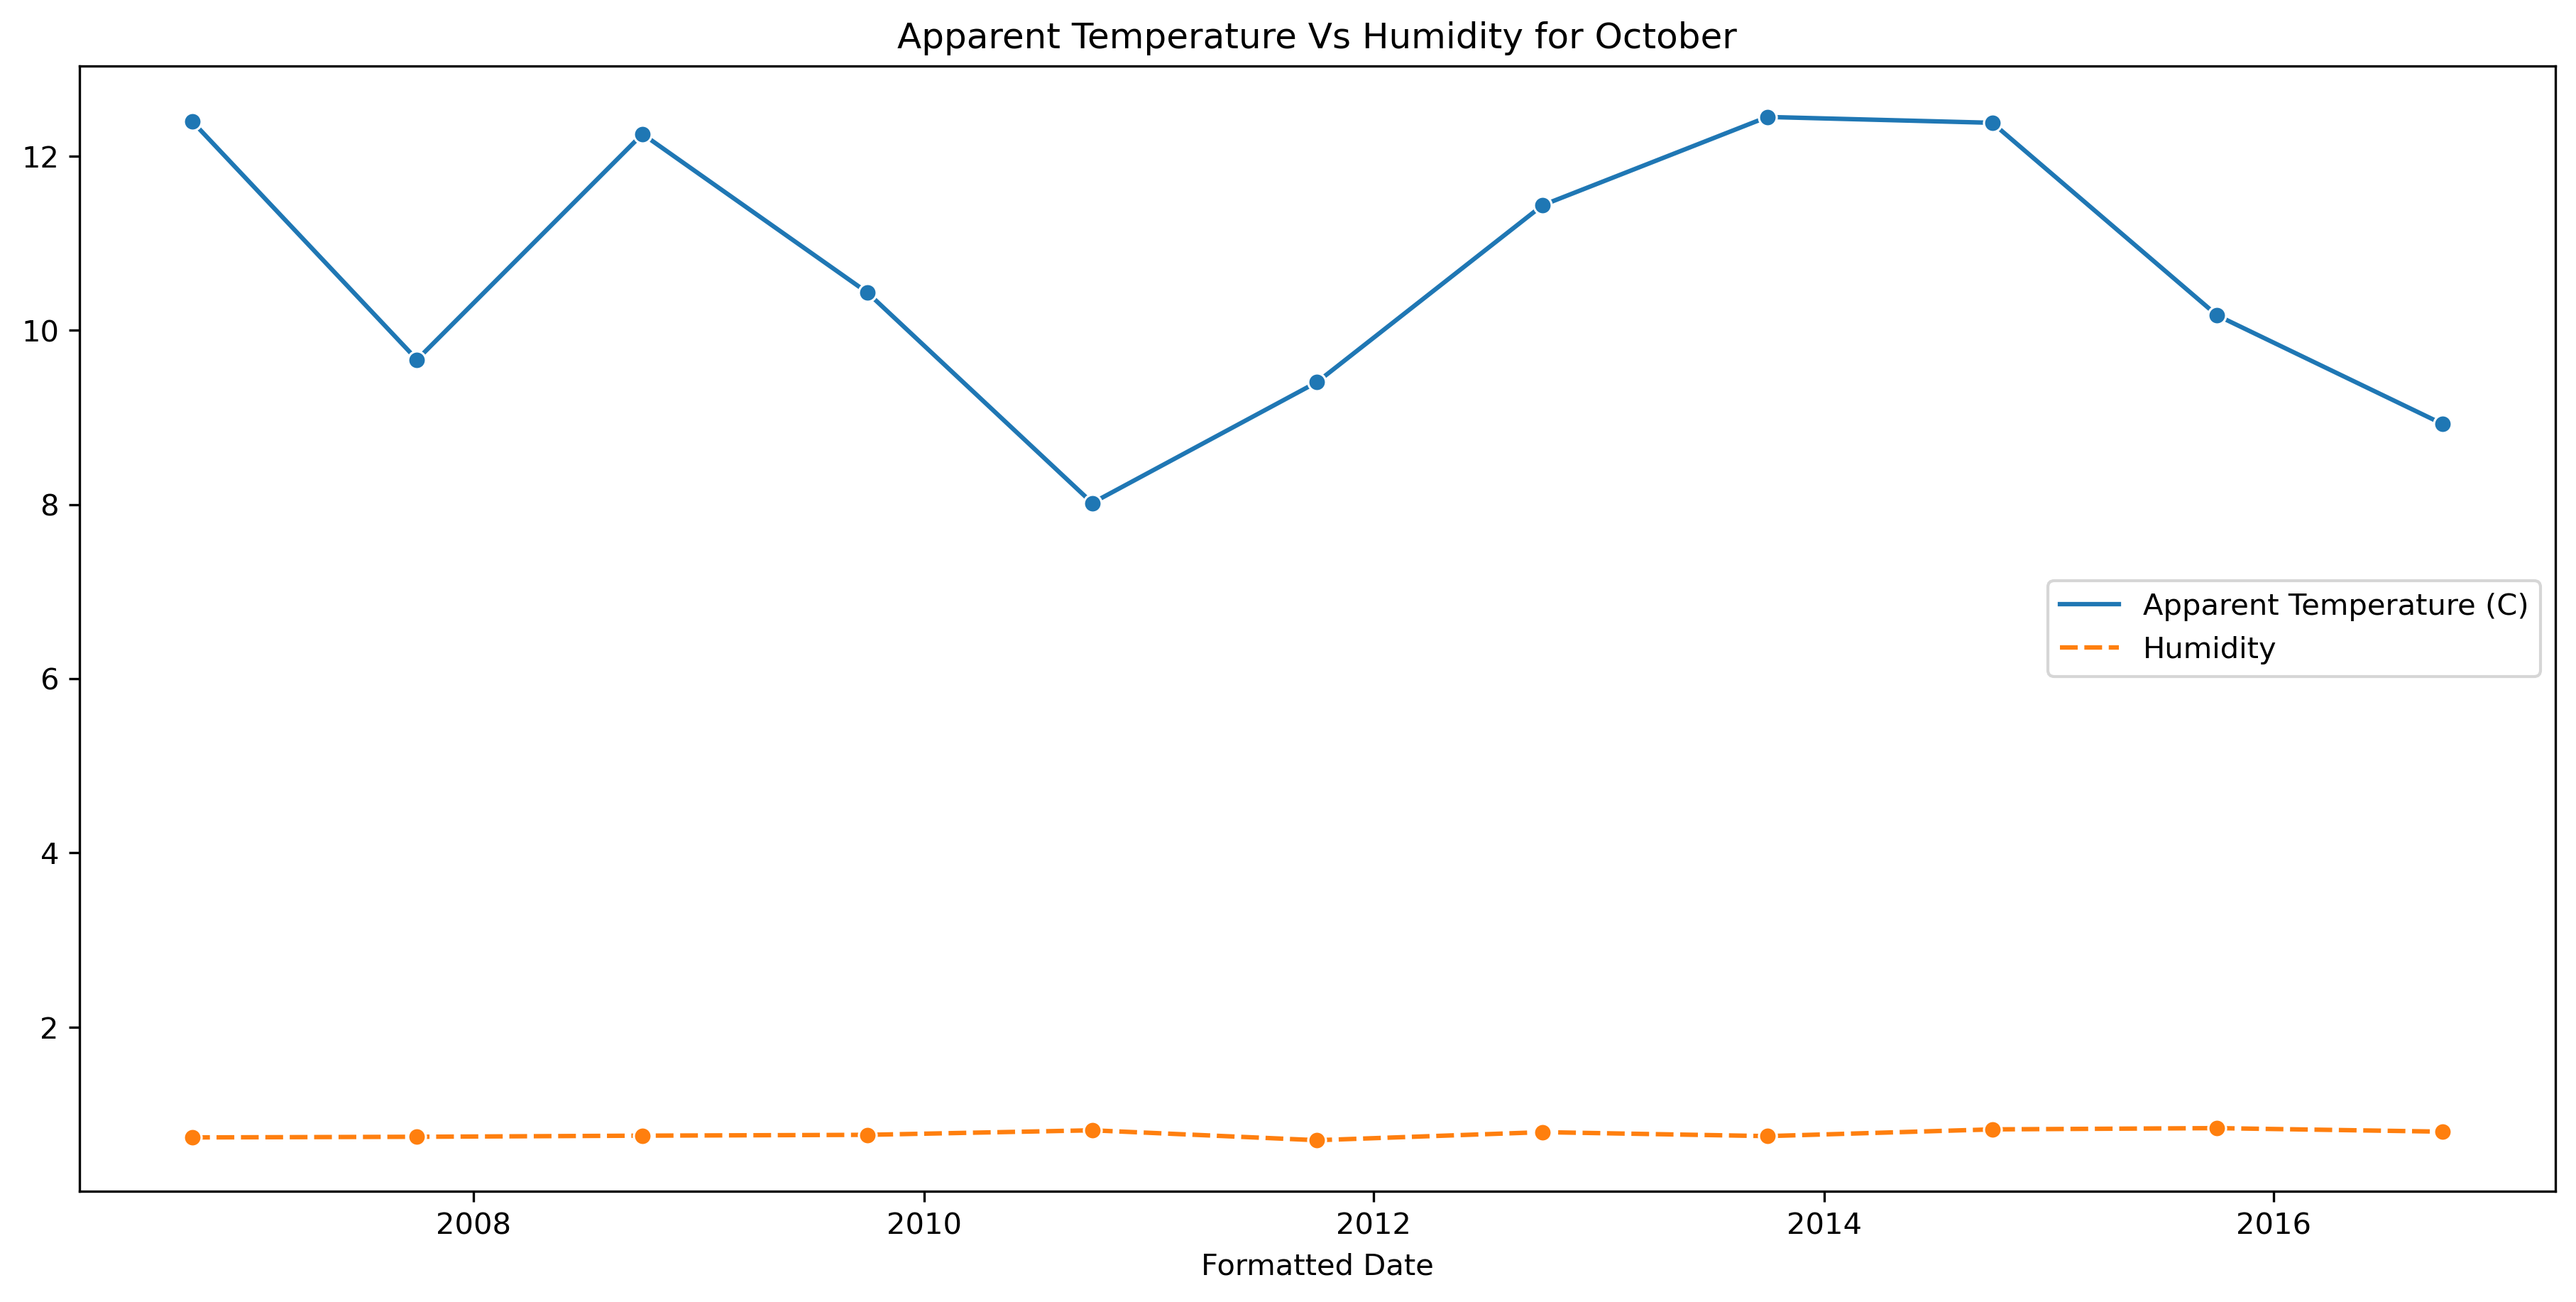 Apparent Temperature Vs Humidity for October
12
10
8
6
4
2
Apparent Temperature (C)
Humidity
2008 2010 2012 2014 2016
Formatted Date